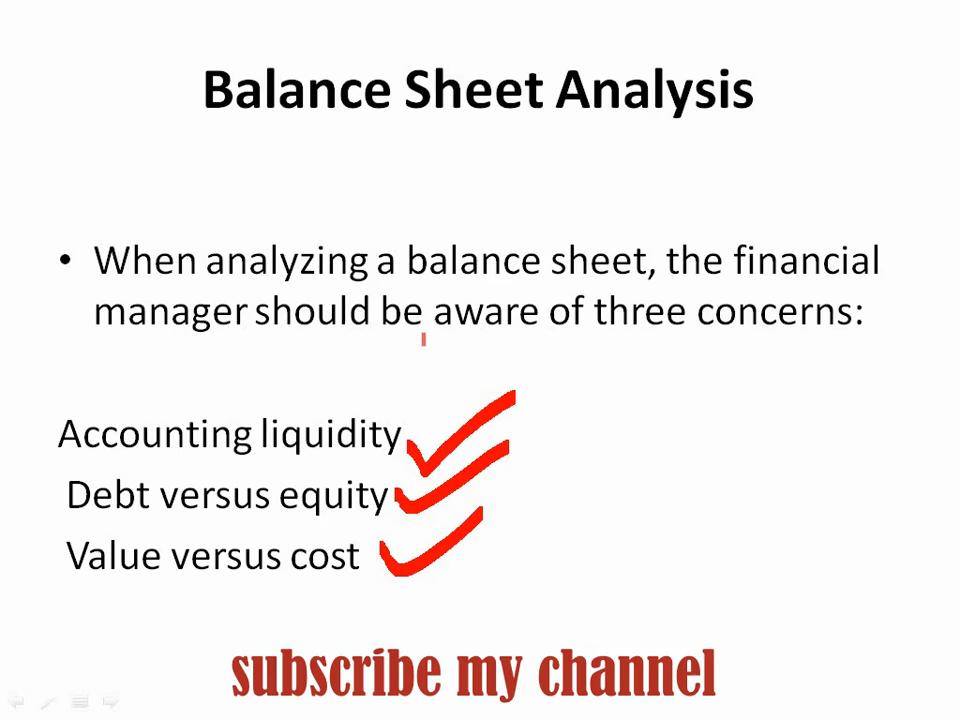 Balance Sheet Analysis
• When analyzing a balance sheet, the financial
manager should be aware of three concerns:
Accounting liquidity
Debt versus equity
Value versus cost
subscribe my channel